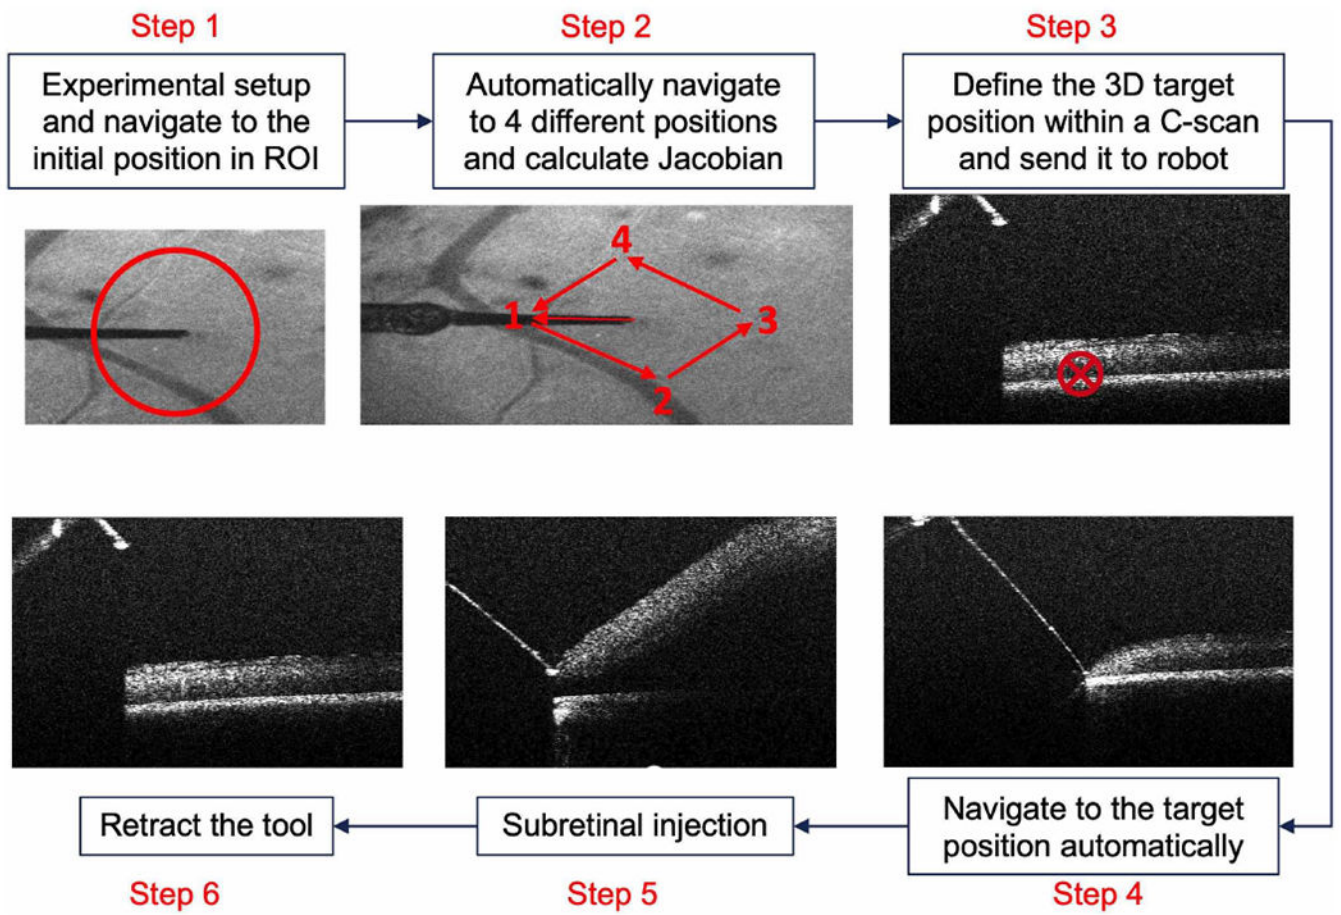 Step 1
Experimental setup
and navigate to the
initial position in ROI
Step 2
Automatically navigate
to 4 different positions
and calculate Jacobian
Step 3
Define the 3D target
position within a C-scan
and send it to robot
4
1
3
2
Navigate to the target
position automatically
Step 4
Subretinal injection
Step 5
Retract the tool
Step 6